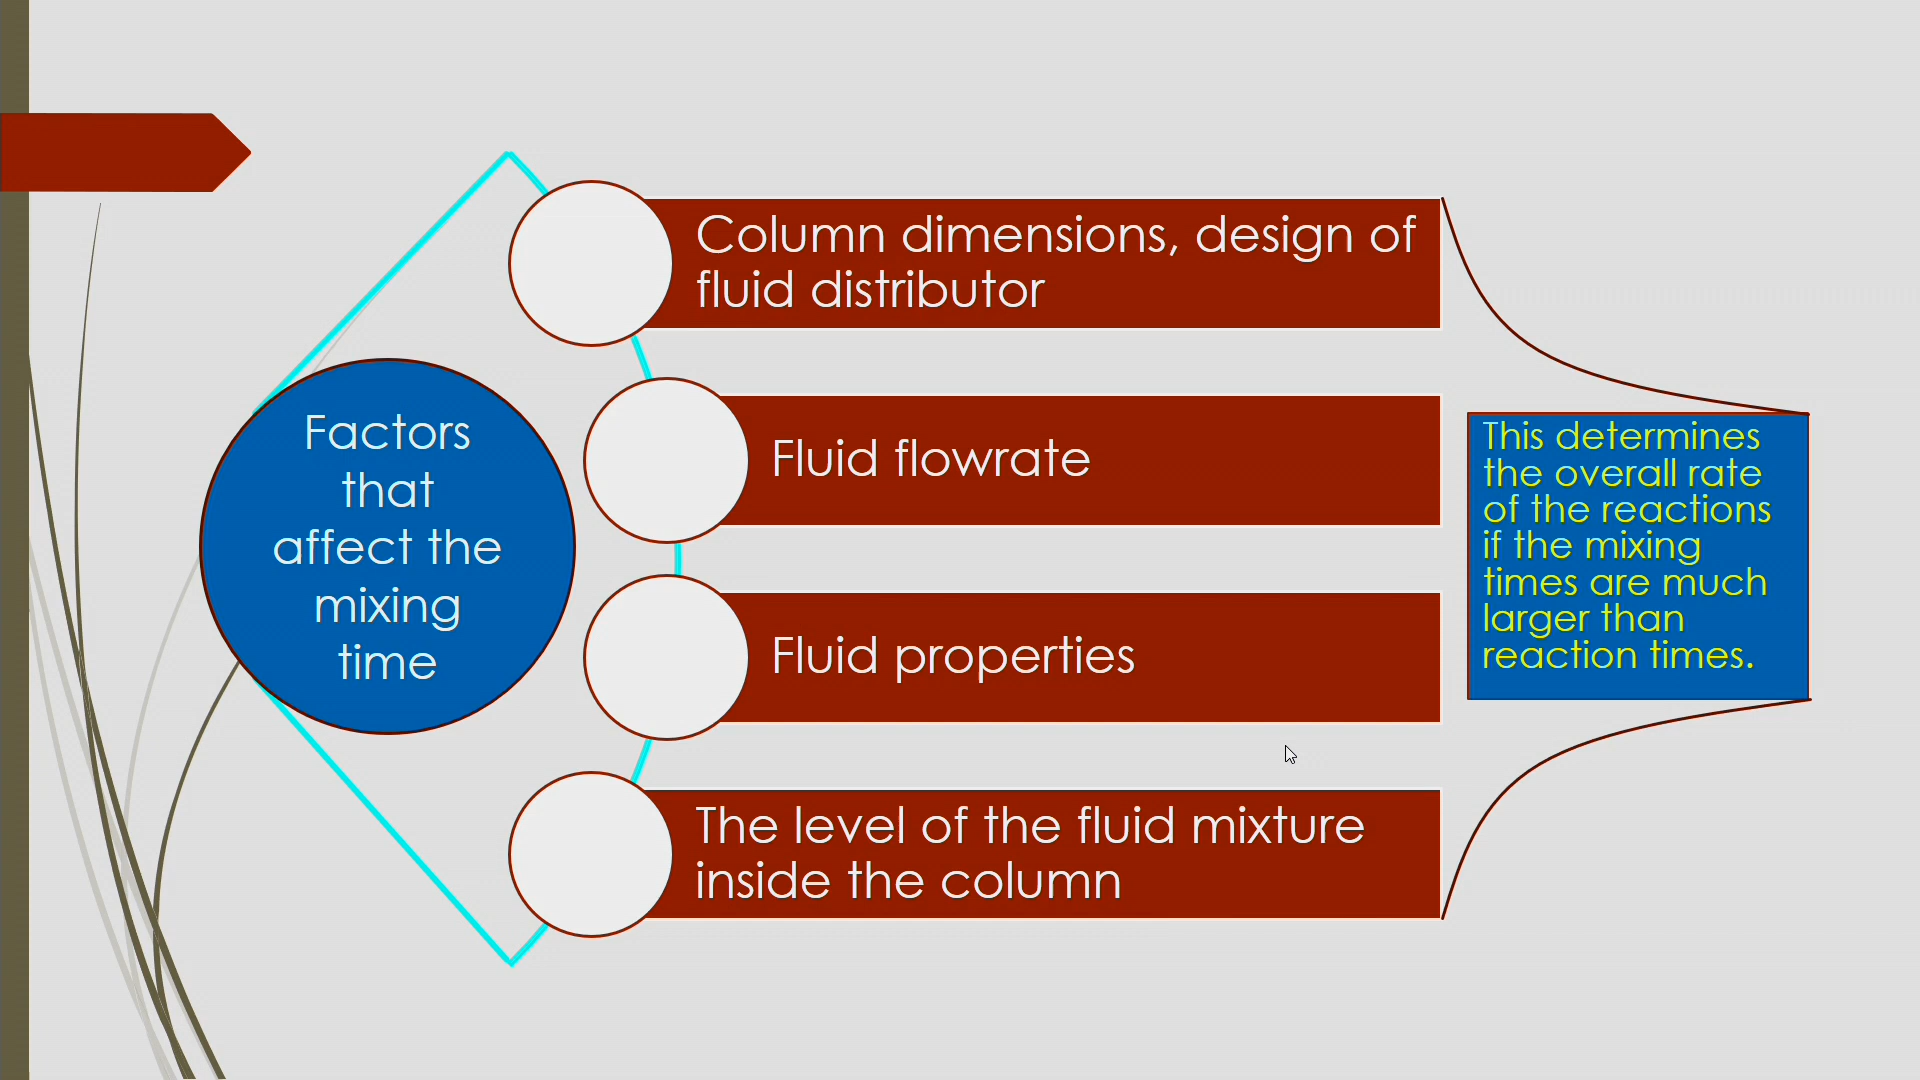 Factors
that
affect the
mixing
time
Column dimensions, design of
fluid distributor
Fluid flowrate
Fluid properties
The level of the fluid mixture
inside the column
This determines
the overall rate
of the reactions
if the mixing
times are much
larger than
reaction times.